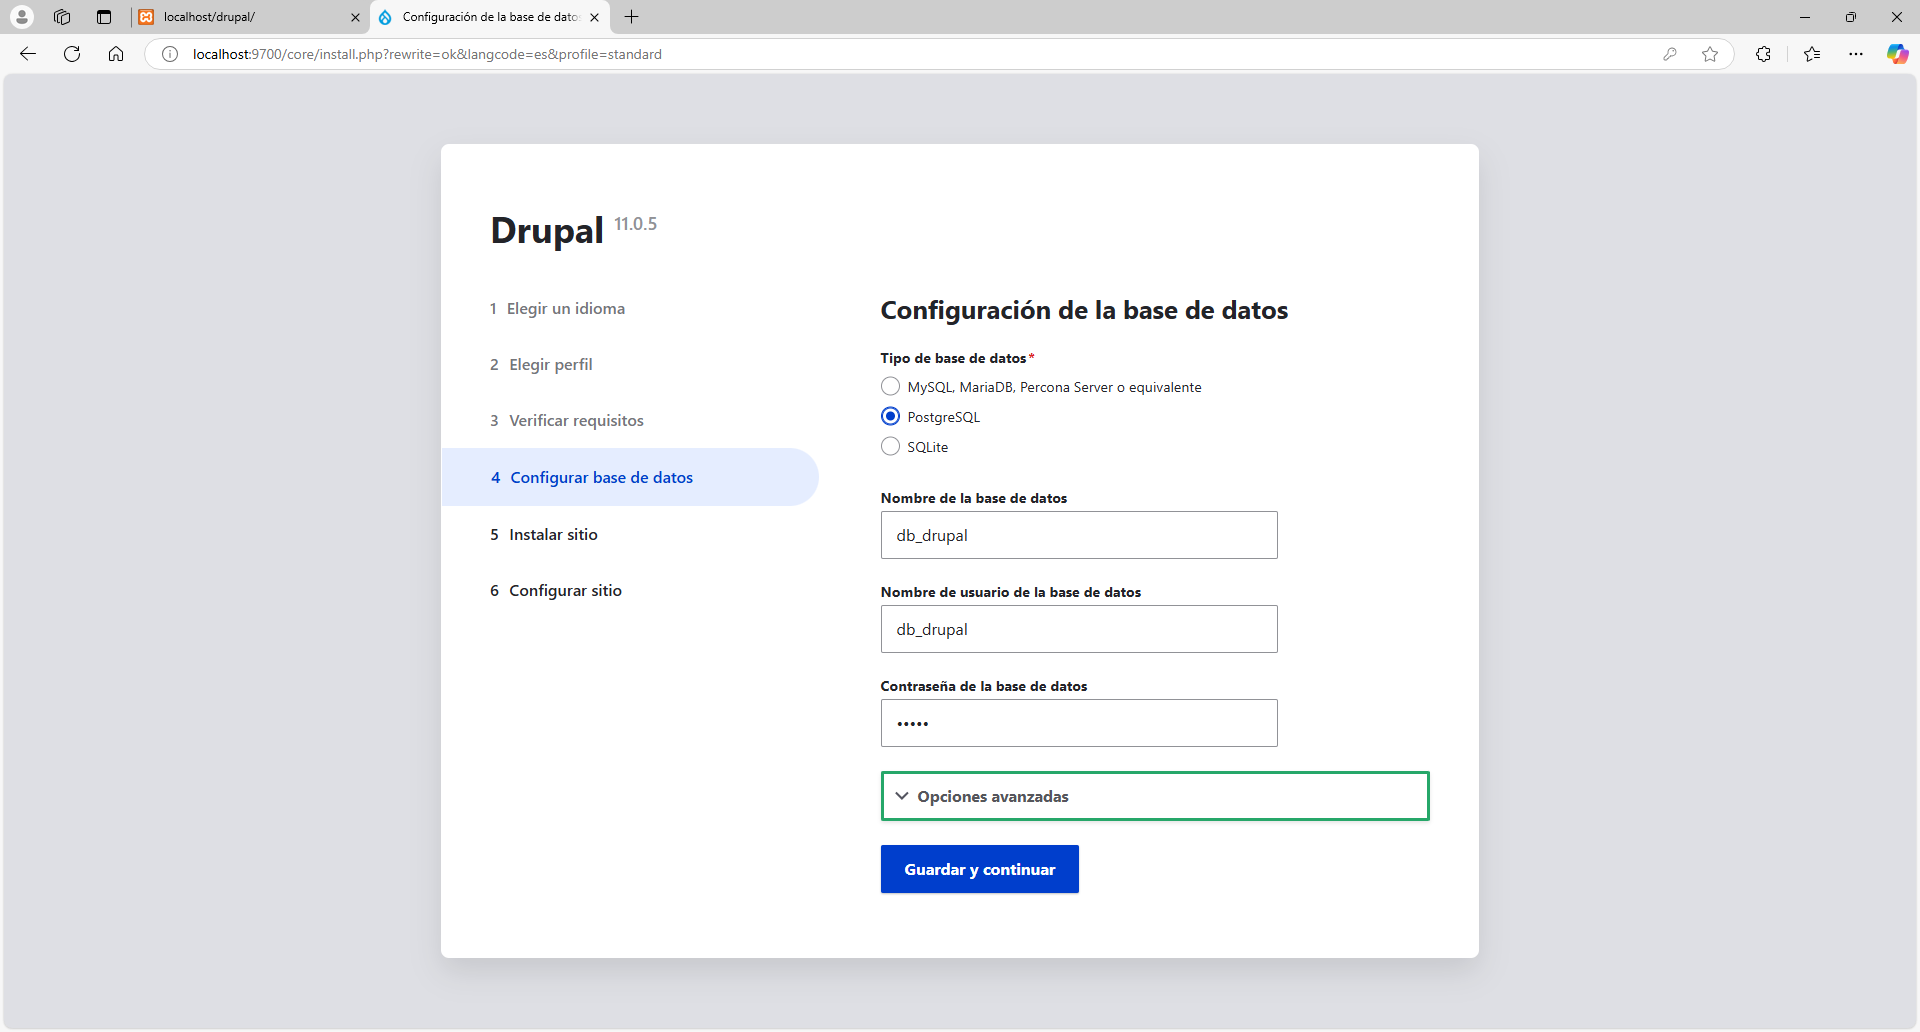 localhost/drupal/
Configuración de la base de dato
localhost:9700/core/install.php?rewrite=ok&langcode=es&profile=standard
Drupal 11.0.5
1 Elegir un idioma
2 Elegir perfil
3 Verificar requisitos
4 Configurar base de datos
5 Instalar sitio
6 Configurar sitio
Configuración de la base de datos
Tipo de base de datos*
MySQL, MariaDB, Percona Server o equivalente
PostgreSQL
SQLite
Nombre de la base de datos
db_drupal
Nombre de usuario de la base de datos
db_drupal
Contraseña de la base de datos
•••••
Opciones avanzadas
Guardar y continuar